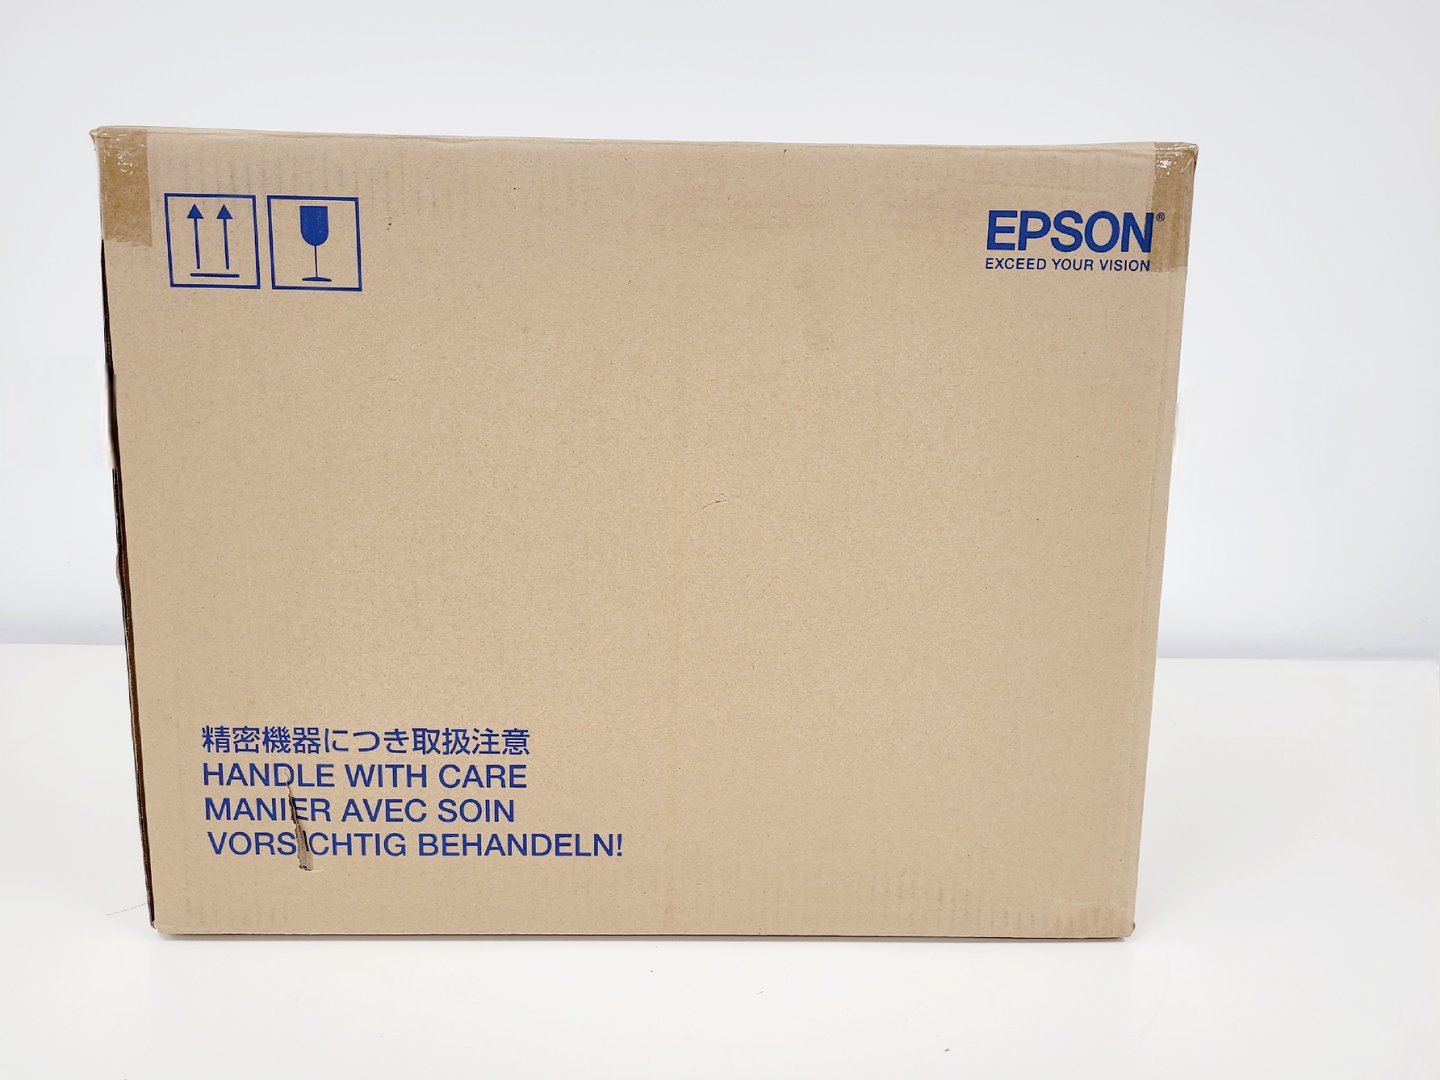 EPSON®
EXCEED YOUR VISION
精密機器につき取扱注意
HANDLE WITH CARE
MANIER AVEC SOIN
VORSICHTIG BEHANDELN!